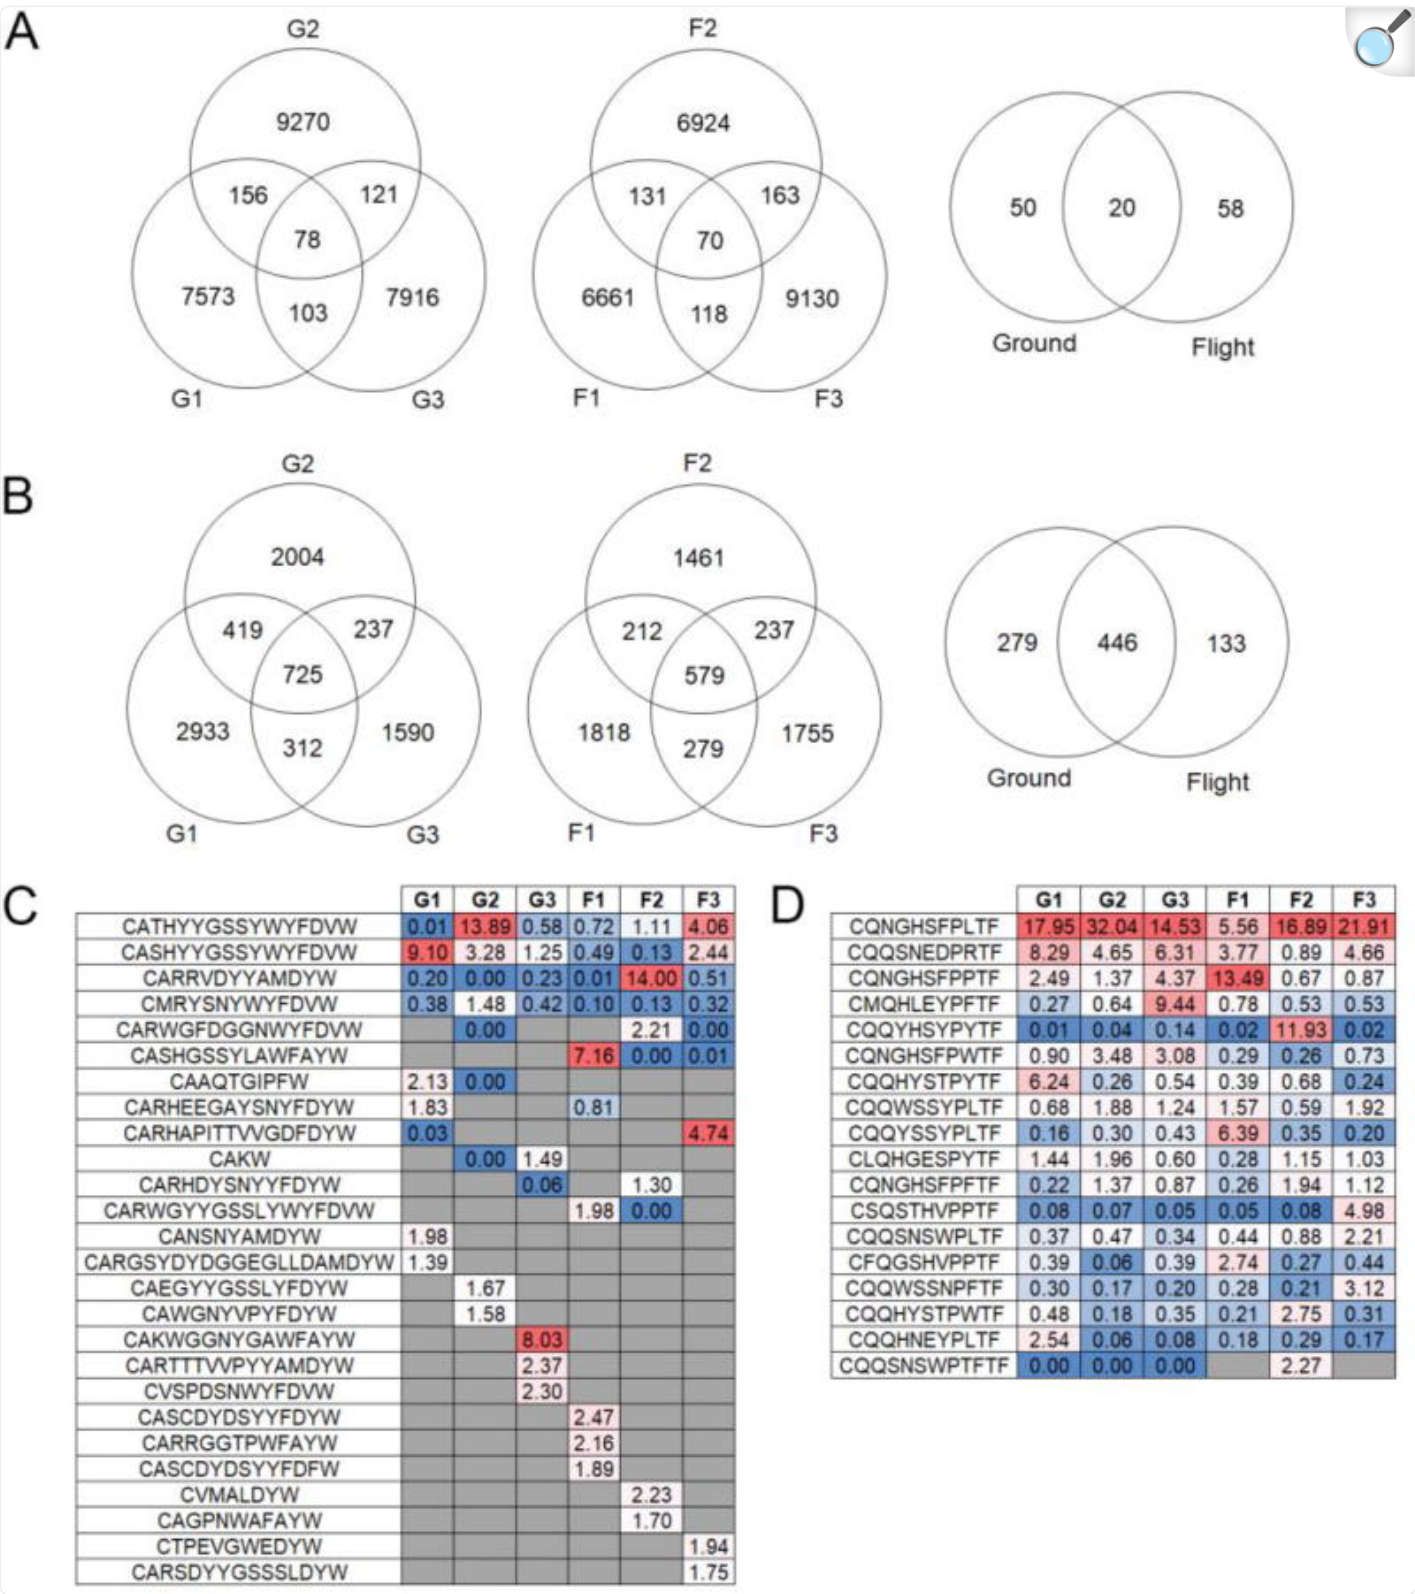 A
G2
9270
156
121
78
7573
103
7916
G1
G3
F2
6924
131
163
70
6661
118
9130
F1
F3
50
20
58
Ground
Flight
B
G2
2004
419
237
725
2933
312
1590
G1
G3
F2
1461
212
237
579
1818
279
1755
F1
F3
279
446
133
Ground
Flight
C
G1 G2 G3 F1 F2 F3
CATHYYGSSYWYFDVW 0.01 13.89 0.58 0.72 1.11 4.06
CASHYYGSSYWYFDVW 9.10 3.28 1.25 0.49 0.13 2.44
CARRVDYYAMDYW 0.20 0.00 0.23 0.01 14.00 0.51
CMRYSNYWYFDVW 0.38 1.48 0.42 0.10 0.13 0.32
CARWGFDGGNWYFDVW 0.00 2.21 0.00
CASHGSSYLAWFAYW 7.16 0.00 0.01
CAAQTGIPFW 2.13 0.00
CARHEEGAYSNYFDYW 1.83 0.81
CARHAPITTVVGDFDYW 0.03 4.74
CAKW 0.00 1.49
CARHDYSNYYFDYW 0.06 1.30
CARWGYYGSSLYWYFDVW 1.98 0.00
CANSNYAMDYW 1.98
CARGSYDYDGGEGLLDAMDYW 1.39
CAEGYYGSSLYFDYW 1.67
CAWGNYVPYFDYW 1.58
CAKWGGNYGAWFAYW 8.03
CARTTTVVPYYAMDYW 2.37
CVSPDSNWYFDVW 2.30
CASCDYDSYYFDYW 2.47
CARRGGTPWFAYW 2.16
CASCDYDSYYFDFW 1.89
CVMALDYW 2.23
CAGPNWAFAYW 1.70
CTPEVGWEDYW 1.94
CARSDYYGSSSLDYW 1.75
D
G1 G2 G3 F1 F2 F3
CQNGHSFPLTF 17.95 32.04 14.53 5.56 16.89 21.91
CQQSNEDPRTF 8.29 4.65 6.31 3.77 0.89 4.66
CQNGHSFPPTF 2.49 1.37 4.37 13.49 0.67 0.87
CMQHLEYPFTF 0.27 0.64 9.44 0.78 0.53 0.53
CQQYHSYPYTF 0.01 0.04 0.14 0.02 11.93 0.02
CQNGHSFPWTF 0.90 3.48 3.08 0.29 0.26 0.73
CQQHYSTPYTF 6.24 0.26 0.54 0.39 0.68 0.24
CQQWSSYPLTF 0.68 1.88 1.24 1.57 0.59 1.92
CQQYSSYPLTF 0.16 0.30 0.43 6.39 0.35 0.20
CLQHGESPYTF 1.44 1.96 0.60 0.28 1.15 1.03
CQNGHSFPFTF 0.22 1.37 0.87 0.26 1.94 1.12
CSQSTHVPPTF 0.08 0.07 0.05 0.05 0.08 4.98
CQQSNSWPLTF 0.37 0.47 0.34 0.44 0.88 2.21
CFQGSHVPPTF 0.39 0.06 0.39 2.74 0.27 0.44
CQQWSSNPFTF 0.30 0.17 0.20 0.28 0.21 3.12
CQQHYSTPWTF 0.48 0.18 0.35 0.21 2.75 0.31
CQQHNEYPLTF 2.54 0.06 0.08 0.18 0.29 0.17
CQQSNSWPTFTF 0.00 0.00 0.00 2.27